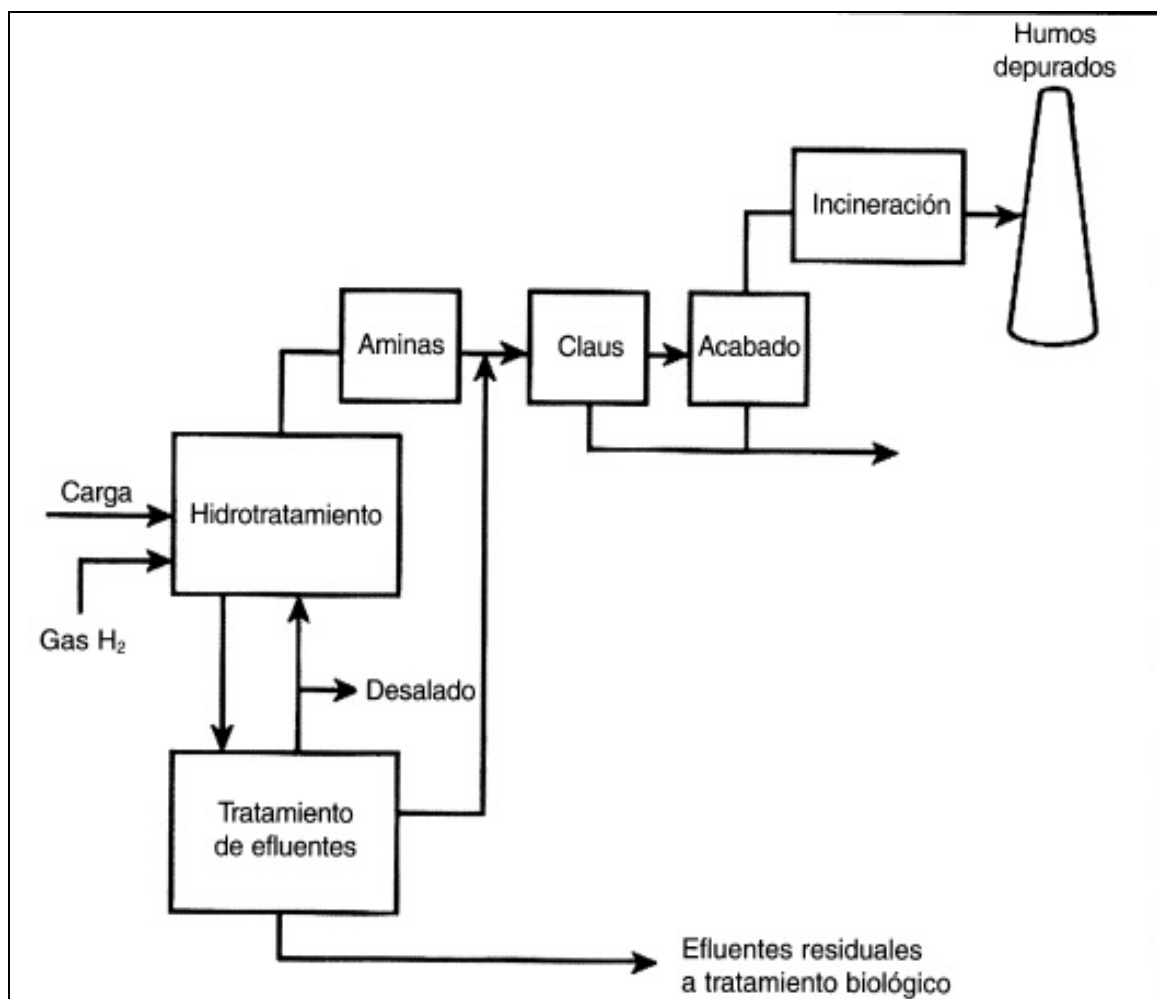 Humos
depurados
Incineración
Aminas
Claus
Acabado
Carga
Hidrotratamiento
Gas H₂
Desalado
Tratamiento
de efluentes
Efluentes residuales
a tratamiento biológico